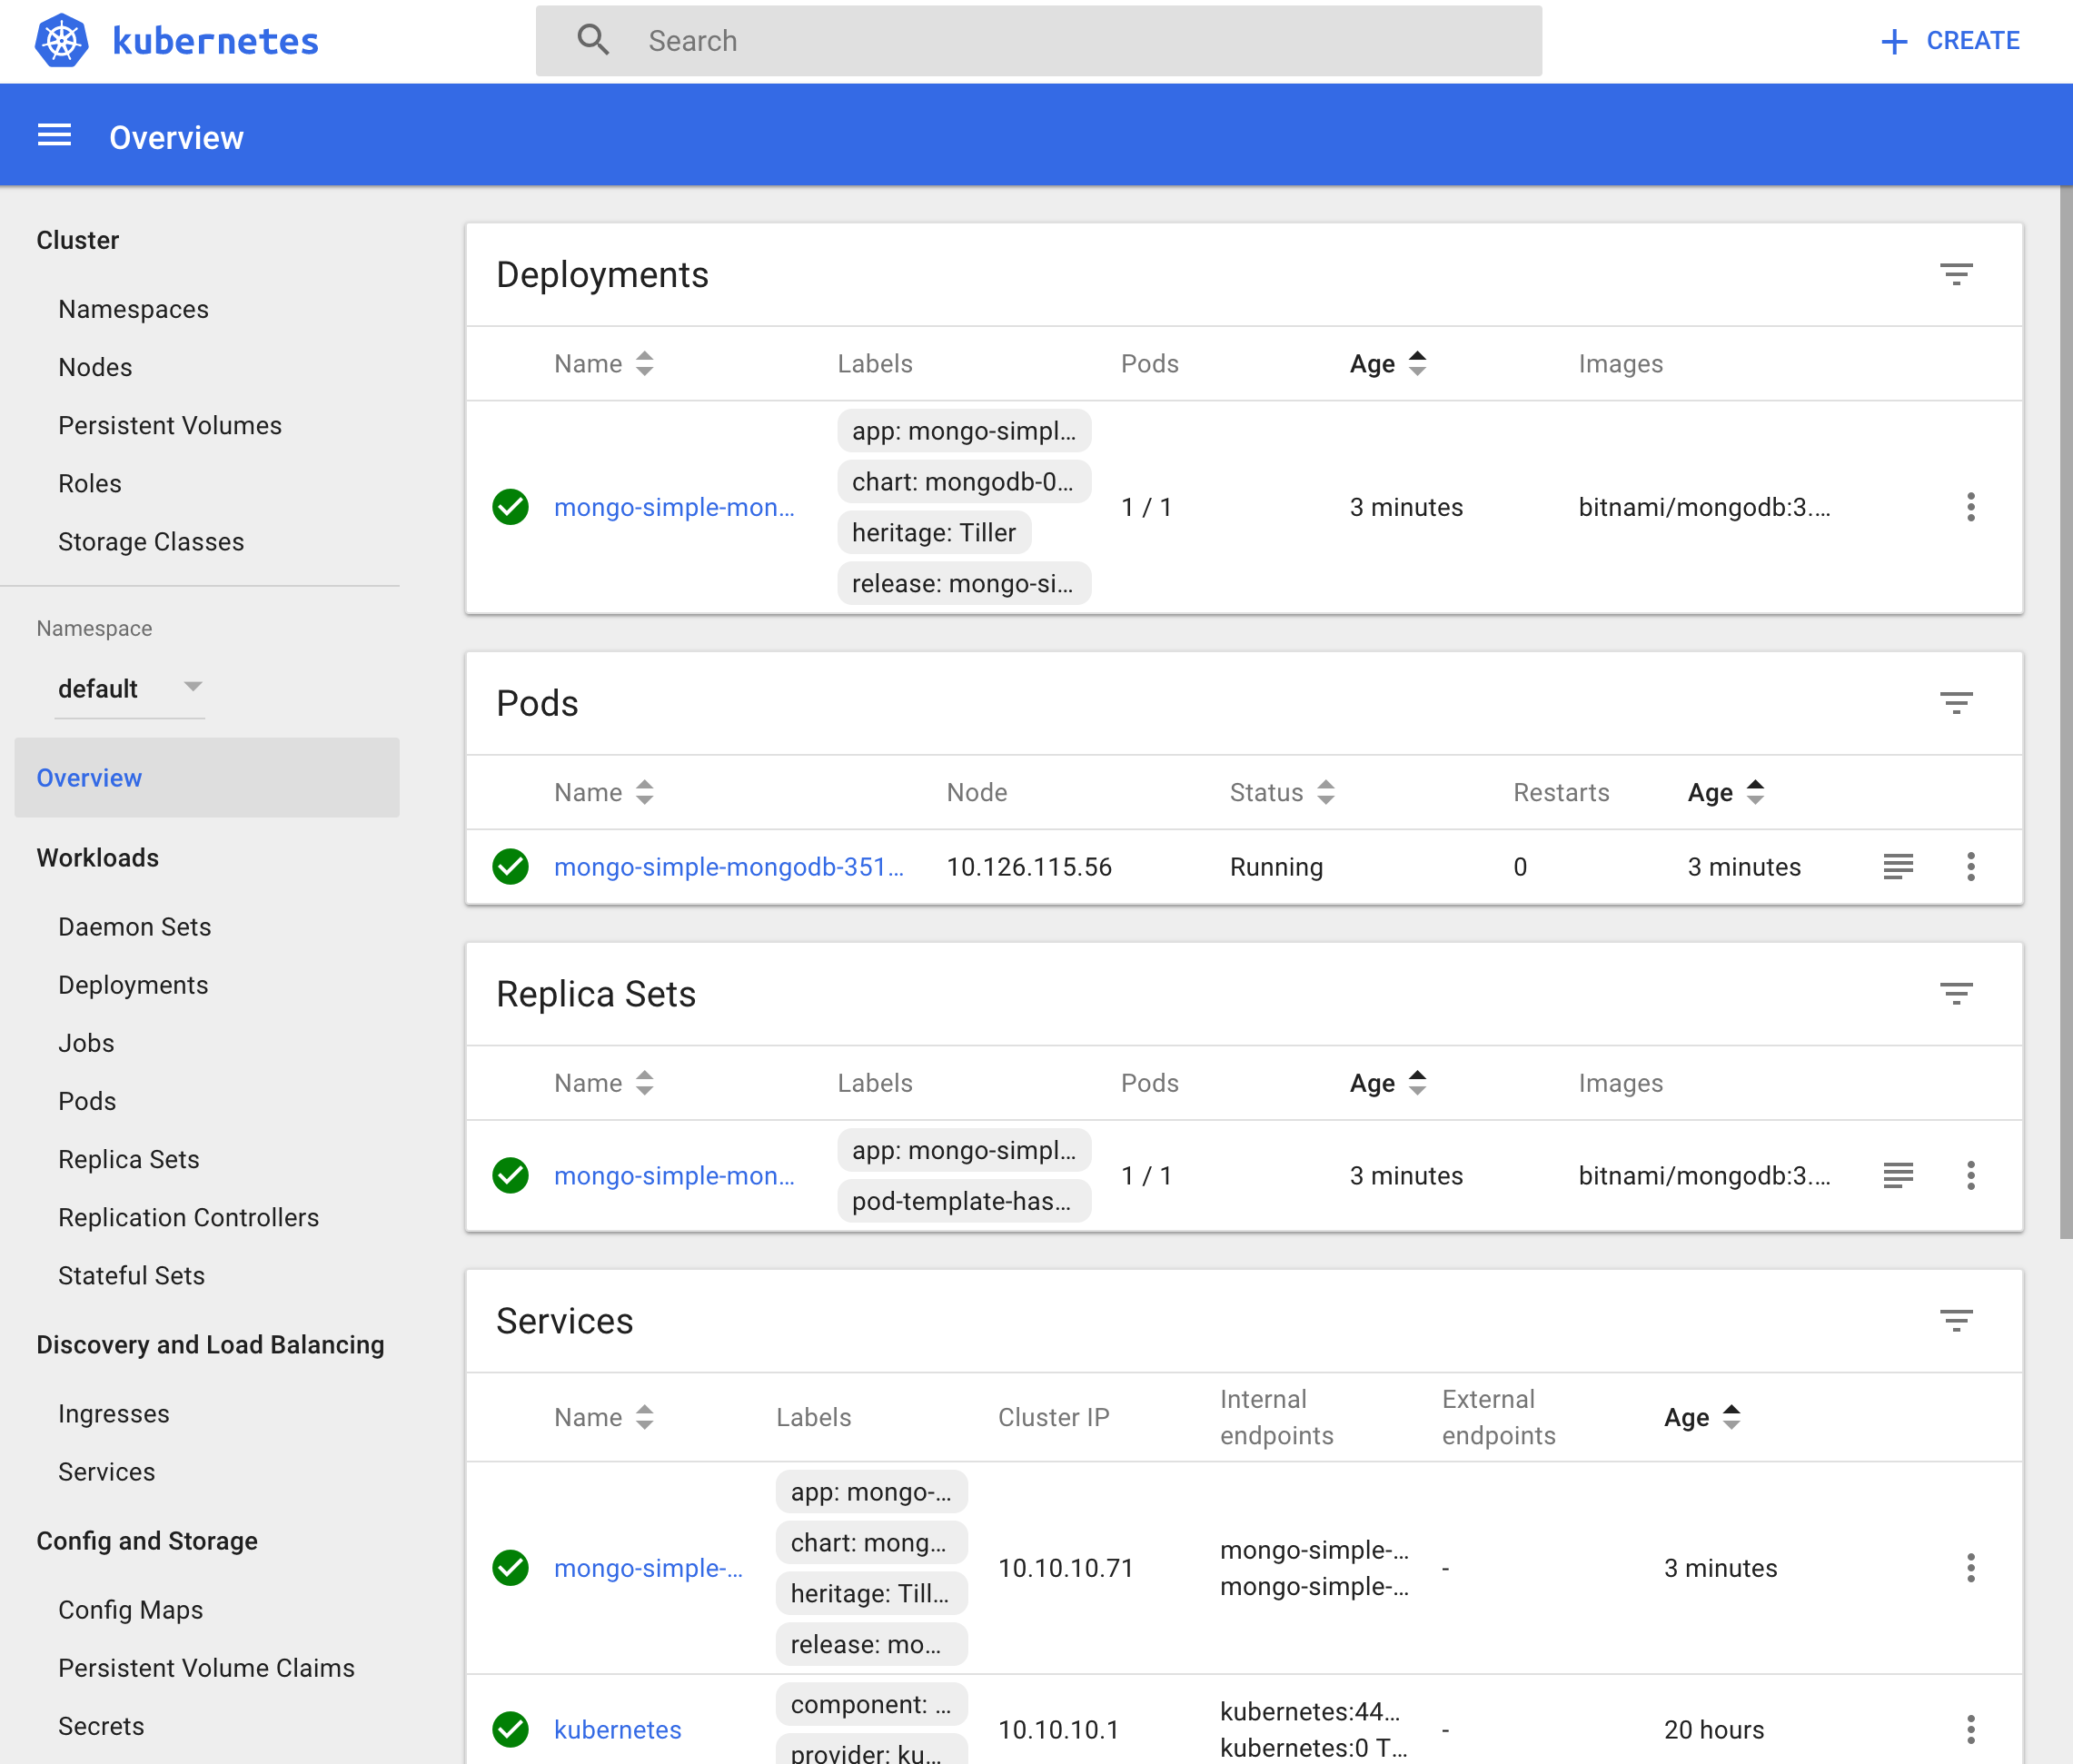 kubernetes
Search
CREATE
Overview
Cluster
Namespaces
Nodes
Persistent Volumes
Roles
Storage Classes
Namespace
default
Overview
Workloads
Daemon Sets
Deployments
Jobs
Pods
Replica Sets
Replication Controllers
Stateful Sets
Discovery and Load Balancing
Ingresses
Services
Config and Storage
Config Maps
Persistent Volume Claims
Secrets
Deployments
Name Labels Pods Age Images
mongo-simple-mon... 1 / 1 3 minutes bitnami/mongodb:3....
app: mongo-simpl...
chart: mongodb-0...
heritage: Tiller
release: mongo-si...
Pods
Name Node Status Restarts Age
mongo-simple-mongodb-351... 10.126.115.56 Running 0 3 minutes
Replica Sets
Name Labels Pods Age Images
mongo-simple-mon... 1 / 1 3 minutes bitnami/mongodb:3....
app: mongo-simpl...
pod-template-has...
Services
Name Labels Cluster IP Internal endpoints External endpoints Age
mongo-simple-... 10.10.10.71 - 3 minutes
app: mongo-...
chart: mong...
heritage: Till...
release: mo...
mongo-simple-...
mongo-simple-...
kubernetes 10.10.10.1 - 20 hours
component: ...
provider: ku...
kubernetes:44...
kubernetes:0 T...